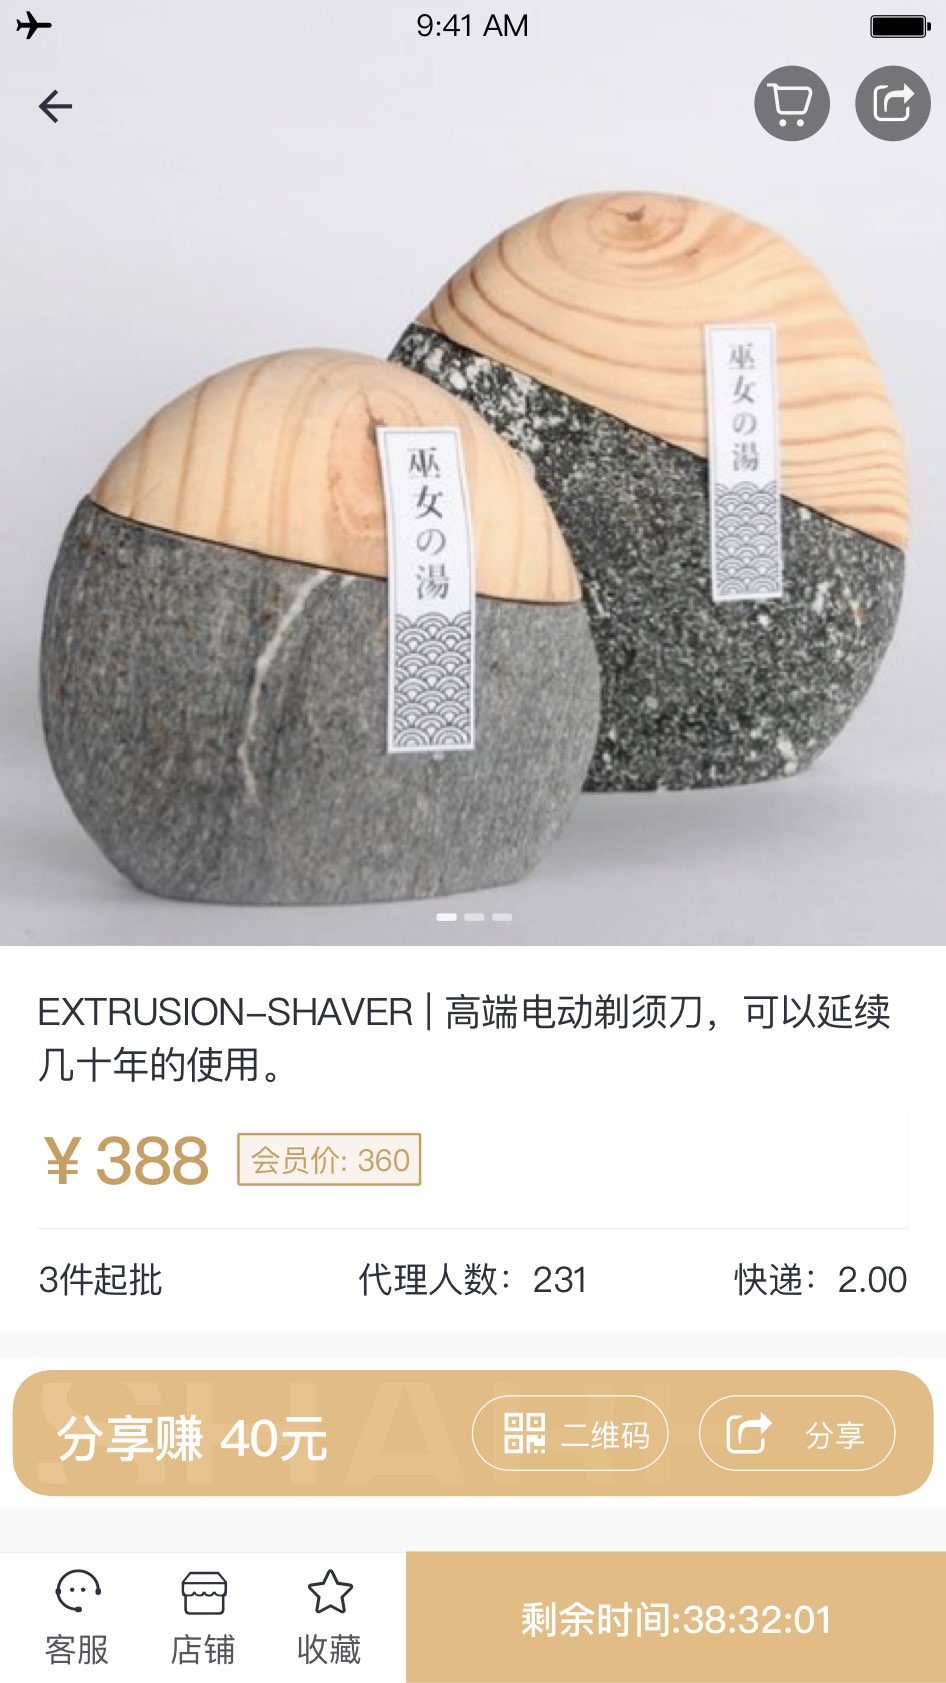 9:41 AM
巫女の湯
巫女の湯
EXTRUSION-SHAVER | 高端电动剃须刀，可以延续
几十年的使用。
¥ 388
会员价: 360
3件起批
代理人数：231
快递：2.00
SHAR
分享赚 40元
二维码
分享
客服
店铺
收藏
剩余时间:38:32:01